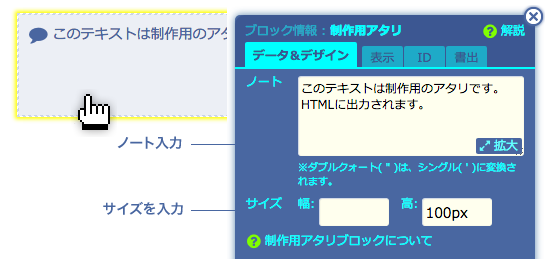 このテキストは制作用のアタ
ブロック情報：制作用アタリ
? 解説
データ＆デザイン
表示
ID
書出
ノート
このテキストは制作用のアタリです。
HTMLに出力されます。
拡大
※ダブルクォート( " )は、シングル( ' )に変換さ
れます。
ノート入力
サイズを入力
サイズ
幅:
高:
100px
? 制作用アタリブロックについて